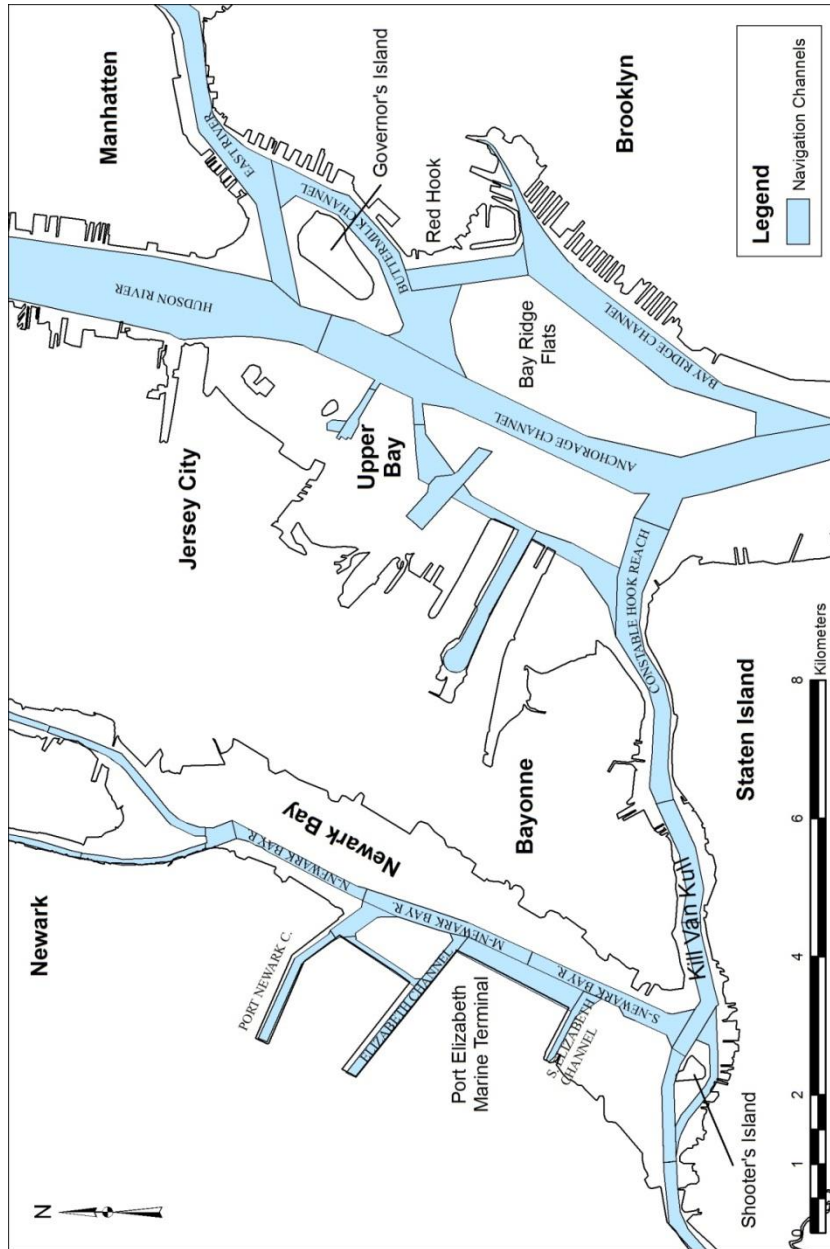 N
Newark
Manhatten
HUDSON RIVER
EAST RIVER
Jersey City
Governor's Island
BUTTERMILK CHANNEL
Red Hook
Upper
Bay
Bay Ridge
Flats
Brooklyn
PORT NEWARK C.
N-NEWARK BAY R.
Newark Bay
ELIZABETH CHANNEL
M-NEWARK BAY R.
Port Elizabeth
Marine Terminal
S. ELIZABETH
CHANNEL
S-NEWARK BAY R.
Bayonne
ANCHORAGE CHANNEL
BAY RIDGE CHANNEL
CONSTABLE HOOK REACH
Kill Van Kull
Shooter's Island
Staten Island
Legend
Navigation Channels
0 1 2 4 6 8
Kilometers